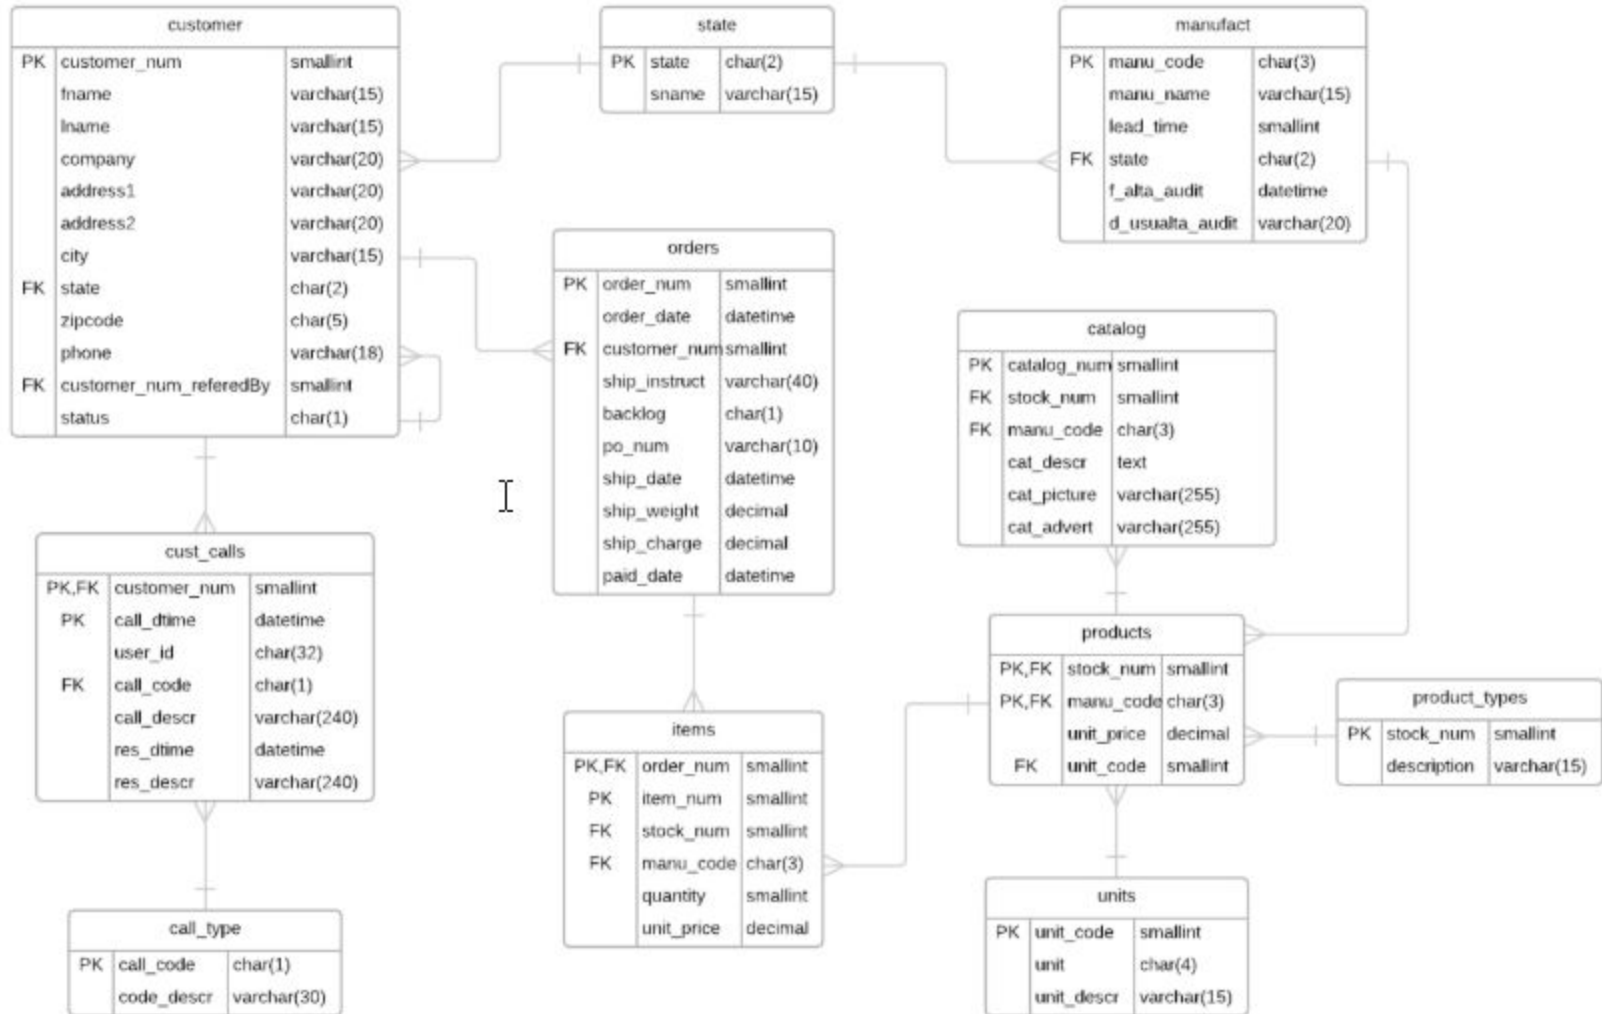 customer
PK customer_num smallint
fname varchar(15)
lname varchar(15)
company varchar(20)
address1 varchar(20)
address2 varchar(20)
city varchar(15)
FK state char(2)
zipcode char(5)
phone varchar(18)
FK customer_num_referedBy smallint
status char(1)
state
PK state char(2)
sname varchar(15)
manufact
PK manu_code char(3)
manu_name varchar(15)
lead_time smallint
FK state char(2)
f_alta_audit datetime
d_usualta_audit varchar(20)
orders
PK order_num smallint
order_date datetime
FK customer_num smallint
ship_instruct varchar(40)
backlog char(1)
po_num varchar(10)
ship_date datetime
ship_weight decimal
ship_charge decimal
paid_date datetime
catalog
PK catalog_num smallint
FK stock_num smallint
FK manu_code char(3)
cat_descr text
cat_picture varchar(255)
cat_advert varchar(255)
cust_calls
PK,FK customer_num smallint
PK call_dtime datetime
user_id char(32)
FK call_code char(1)
call_descr varchar(240)
res_dtime datetime
res_descr varchar(240)
items
PK,FK order_num smallint
PK item_num smallint
FK stock_num smallint
FK manu_code char(3)
quantity smallint
unit_price decimal
products
PK,FK stock_num smallint
PK,FK manu_code char(3)
unit_price decimal
FK unit_code smallint
product_types
PK stock_num smallint
description varchar(15)
call_type
PK call_code char(1)
code_descr varchar(30)
units
PK unit_code smallint
unit char(4)
unit_descr varchar(15)